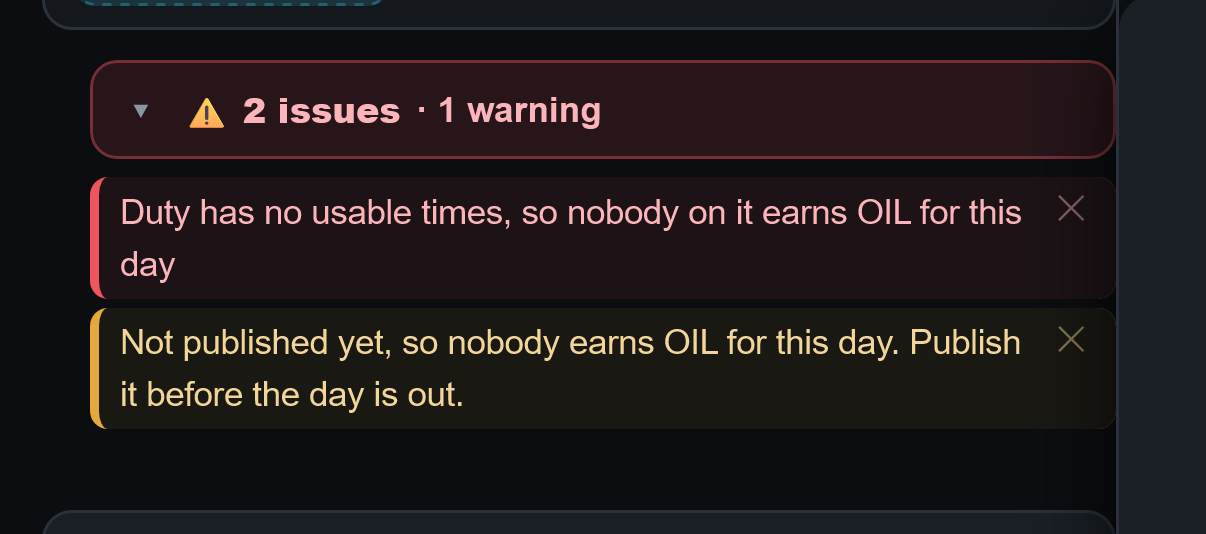 2 issues · 1 warning
Duty has no usable times, so nobody on it earns OIL for this
day
Not published yet, so nobody earns OIL for this day. Publish
it before the day is out.